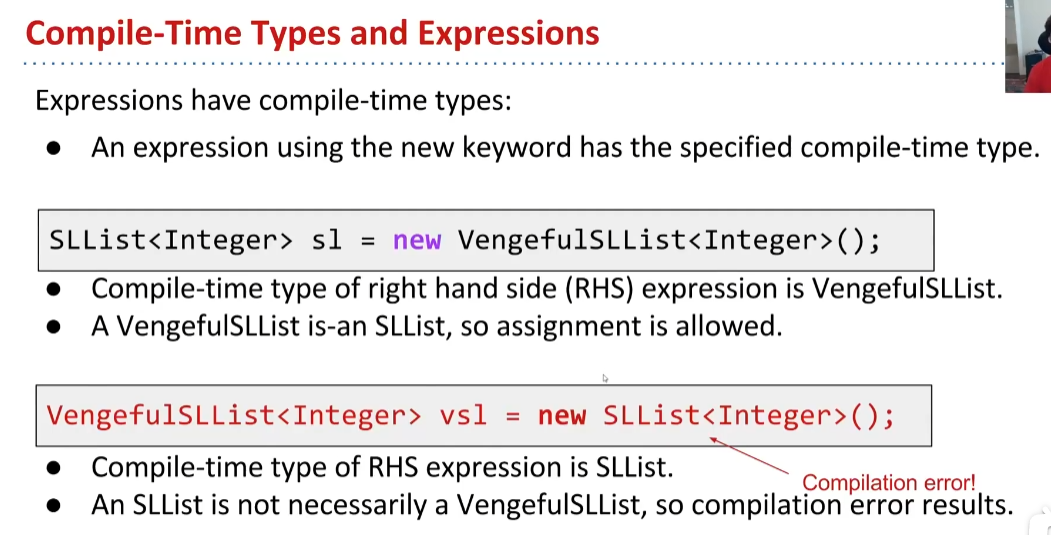 Compile-Time Types and Expressions
Expressions have compile-time types:
● An expression using the new keyword has the specified compile-time type.
SLList<Integer> sl = new VengefulSLList<Integer>();
● Compile-time type of right hand side (RHS) expression is VengefulSLList.
● A VengefulSLList is-an SLList, so assignment is allowed.
VengefulSLList<Integer> vsl = new SLList<Integer>();
● Compile-time type of RHS expression is SLList.
Compilation error!
● An SLList is not necessarily a VengefulSLList, so compilation error results.